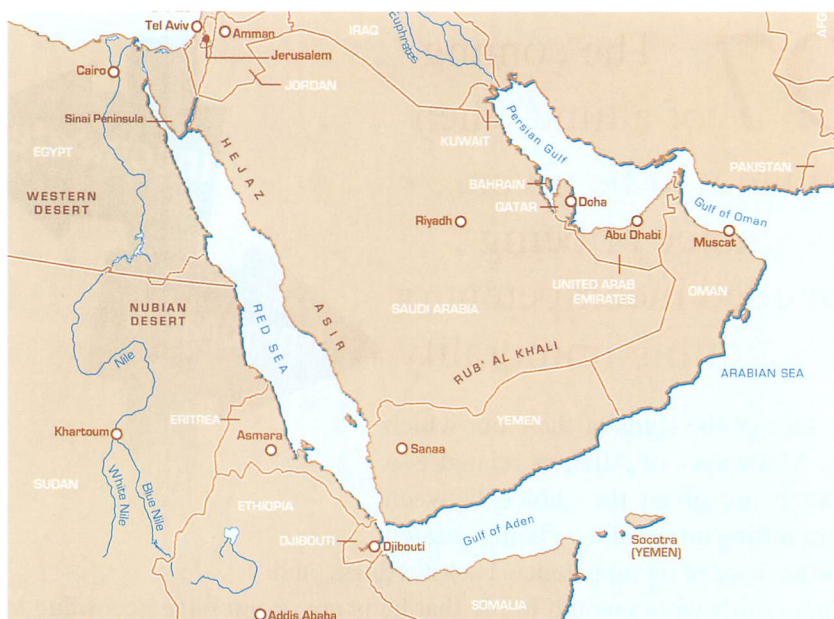 Tel Aviv
Amman
IRAQ
Euphrates
Jerusalem
Cairo
JORDAN
Sinai Peninsula
KUWAIT
Persian Gulf
EGYPT
HEJAZ
BAHRAIN
PAKISTAN
WESTERN
DESERT
QATAR
Doha
Riyadh
Abu Dhabi
Gulf of Oman
Muscat
UNITED ARAB
EMIRATES
OMAN
NUBIAN
DESERT
RED SEA
ASIR
SAUDI ARABIA
RUB' AL KHALI
Nile
ARABIAN SEA
ERITREA
YEMEN
Khartoum
Asmara
Sanaa
SUDAN
White Nile
Blue Nile
ETHIOPIA
Gulf of Aden
DJIBOUTI
Djibouti
Socotra
(YEMEN)
SOMALIA
Addis Ababa